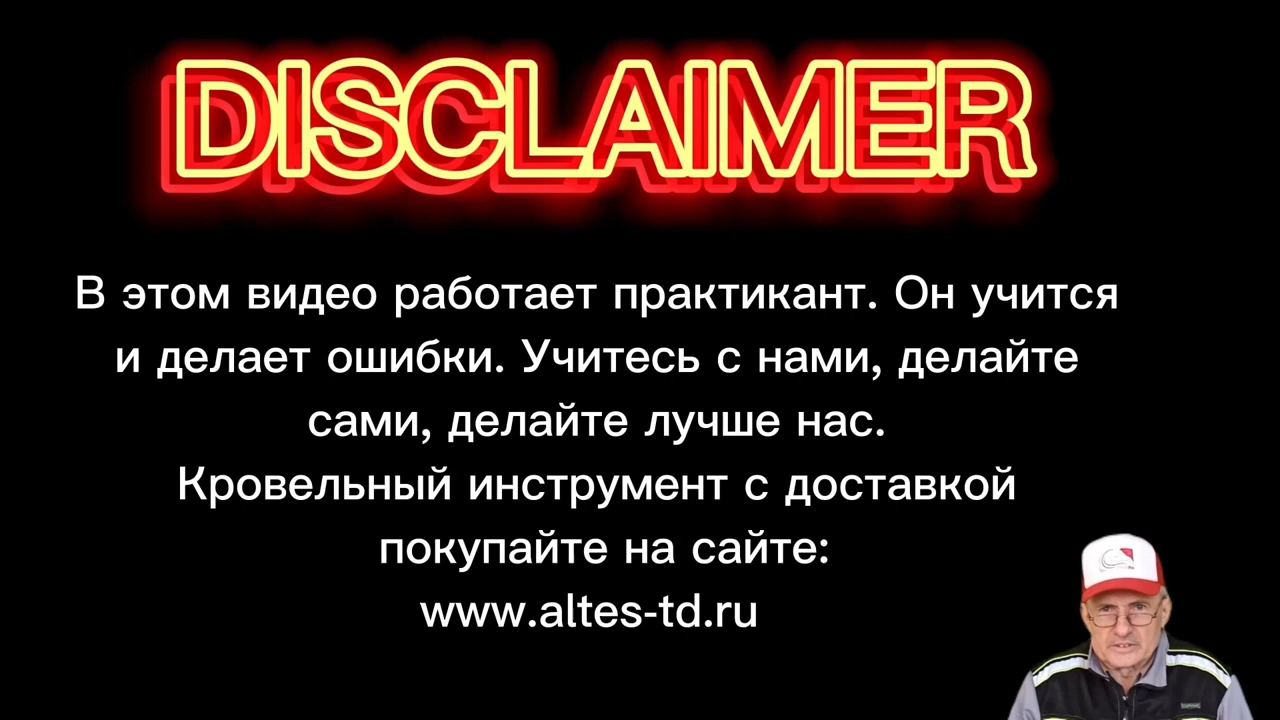 DISCLAIMER
В этом видео работает практикант. Он учится
и делает ошибки. Учитесь с нами, делайте
сами, делайте лучше нас.
Кровельный инструмент с доставкой
покупайте на сайте:
www.altes-td.ru